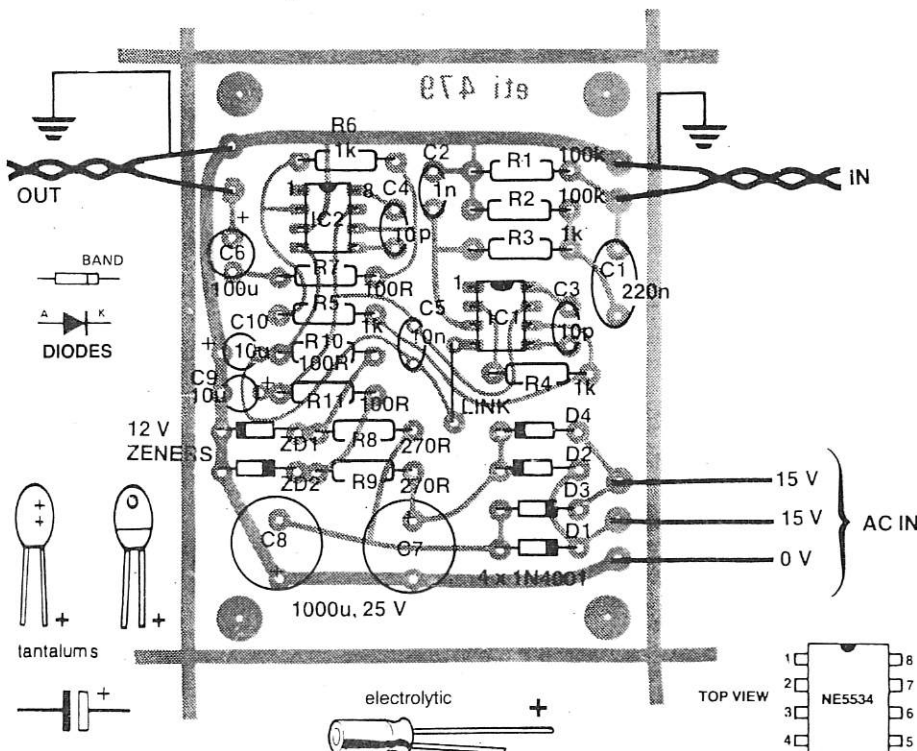 eti 479
R6
1k
C2
1n
R1
100k
OUT
IN
1
8
C4
IC2
10p
R2
100k
R3
1k
+
C6
100u
R7
100R
C1
220n
BAND
A
K
DIODES
R5
1k
C5
10n
1
IC1
C3
10p
+
C10
10u
R10
100R
R4
1k
C9
10u
+
R11
100R
LINK
D4
12 V
ZENERS
ZD1
R8
270R
D2
ZD2
R9
270R
D3
15 V
D1
15 V
AC IN
0 V
C8
C7
+
+
4 x 1N4001
1000u, 25 V
+
+
+
+
tantalums
+
electrolytic
+
TOP VIEW
NE5534
1
2
3
4
8
7
6
5